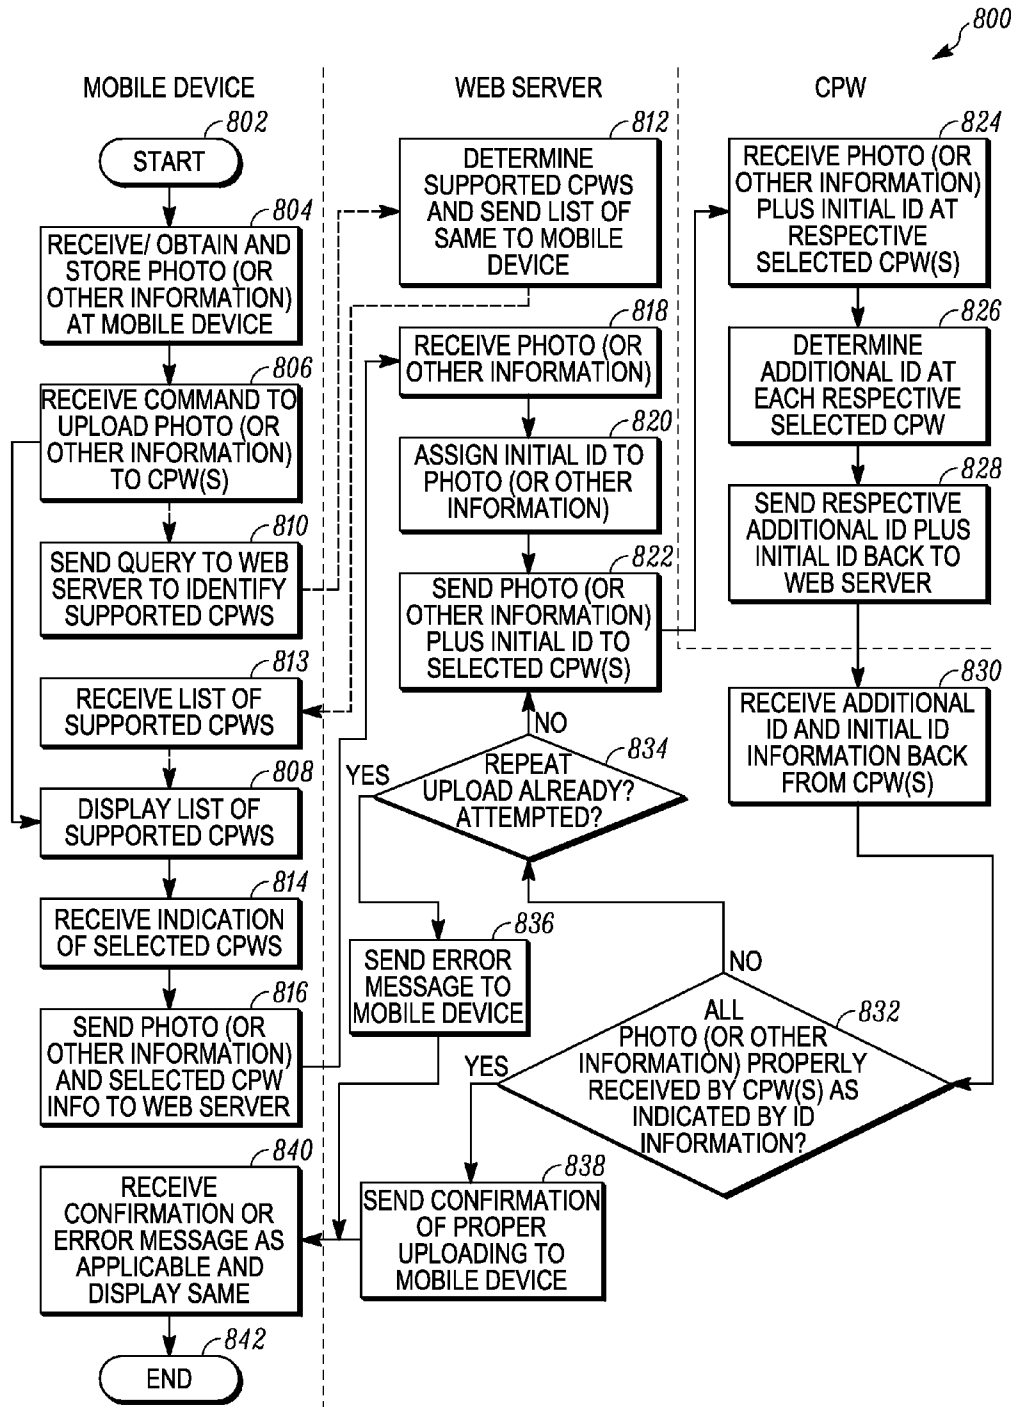 800
MOBILE DEVICE
WEB SERVER
CPW
802
START
804
RECEIVE/ OBTAIN AND
STORE PHOTO (OR
OTHER INFORMATION)
AT MOBILE DEVICE
806
RECEIVE COMMAND TO
UPLOAD PHOTO (OR
OTHER INFORMATION)
TO CPW(S)
810
SEND QUERY TO WEB
SERVER TO IDENTIFY
SUPPORTED CPWS
813
RECEIVE LIST OF
SUPPORTED CPWS
808
DISPLAY LIST OF
SUPPORTED CPWS
814
RECEIVE INDICATION
OF SELECTED CPWS
816
SEND PHOTO (OR
OTHER INFORMATION)
AND SELECTED CPW
INFO TO WEB SERVER
840
RECEIVE
CONFIRMATION OR
ERROR MESSAGE AS
APPLICABLE AND
DISPLAY SAME
842
END
812
DETERMINE
SUPPORTED CPWS
AND SEND LIST OF
SAME TO MOBILE
DEVICE
818
RECEIVE PHOTO (OR
OTHER INFORMATION)
820
ASSIGN INITIAL ID TO
PHOTO (OR OTHER
INFORMATION)
822
SEND PHOTO (OR
OTHER INFORMATION)
PLUS INITIAL ID TO
SELECTED CPW(S)
NO
834
YES
REPEAT
UPLOAD ALREADY?
ATTEMPTED?
836
SEND ERROR
MESSAGE TO
MOBILE DEVICE
838
SEND CONFIRMATION
OF PROPER
UPLOADING TO
MOBILE DEVICE
824
RECEIVE PHOTO (OR
OTHER INFORMATION)
PLUS INITIAL ID AT
RESPECTIVE
SELECTED CPW(S)
826
DETERMINE
ADDITIONAL ID AT
EACH RESPECTIVE
SELECTED CPW
828
SEND RESPECTIVE
ADDITIONAL ID PLUS
INITIAL ID BACK TO
WEB SERVER
830
RECEIVE ADDITIONAL
ID AND INITIAL ID
INFORMATION BACK
FROM CPW(S)
NO
832
YES
ALL
PHOTO (OR OTHER
INFORMATION) PROPERLY
RECEIVED BY CPW(S) AS
INDICATED BY ID
INFORMATION?